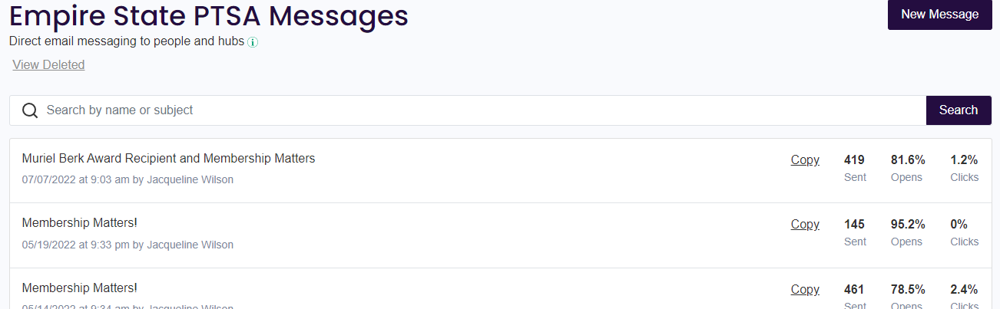 Empire State PTSA Messages
New Message
Direct email messaging to people and hubs i
View Deleted
Search by name or subject
Search
Muriel Berk Award Recipient and Membership Matters
07/07/2022 at 9:03 am by Jacqueline Wilson
Copy
419 81.6% 1.2%
Sent Opens Clicks
Membership Matters!
05/19/2022 at 9:33 pm by Jacqueline Wilson
Copy
145 95.2% 0%
Sent Opens Clicks
Membership Matters!
05/14/2022 at 9:34 am by Jacqueline Wilson
Copy
461 78.5% 2.4%
Sent Opens Clicks